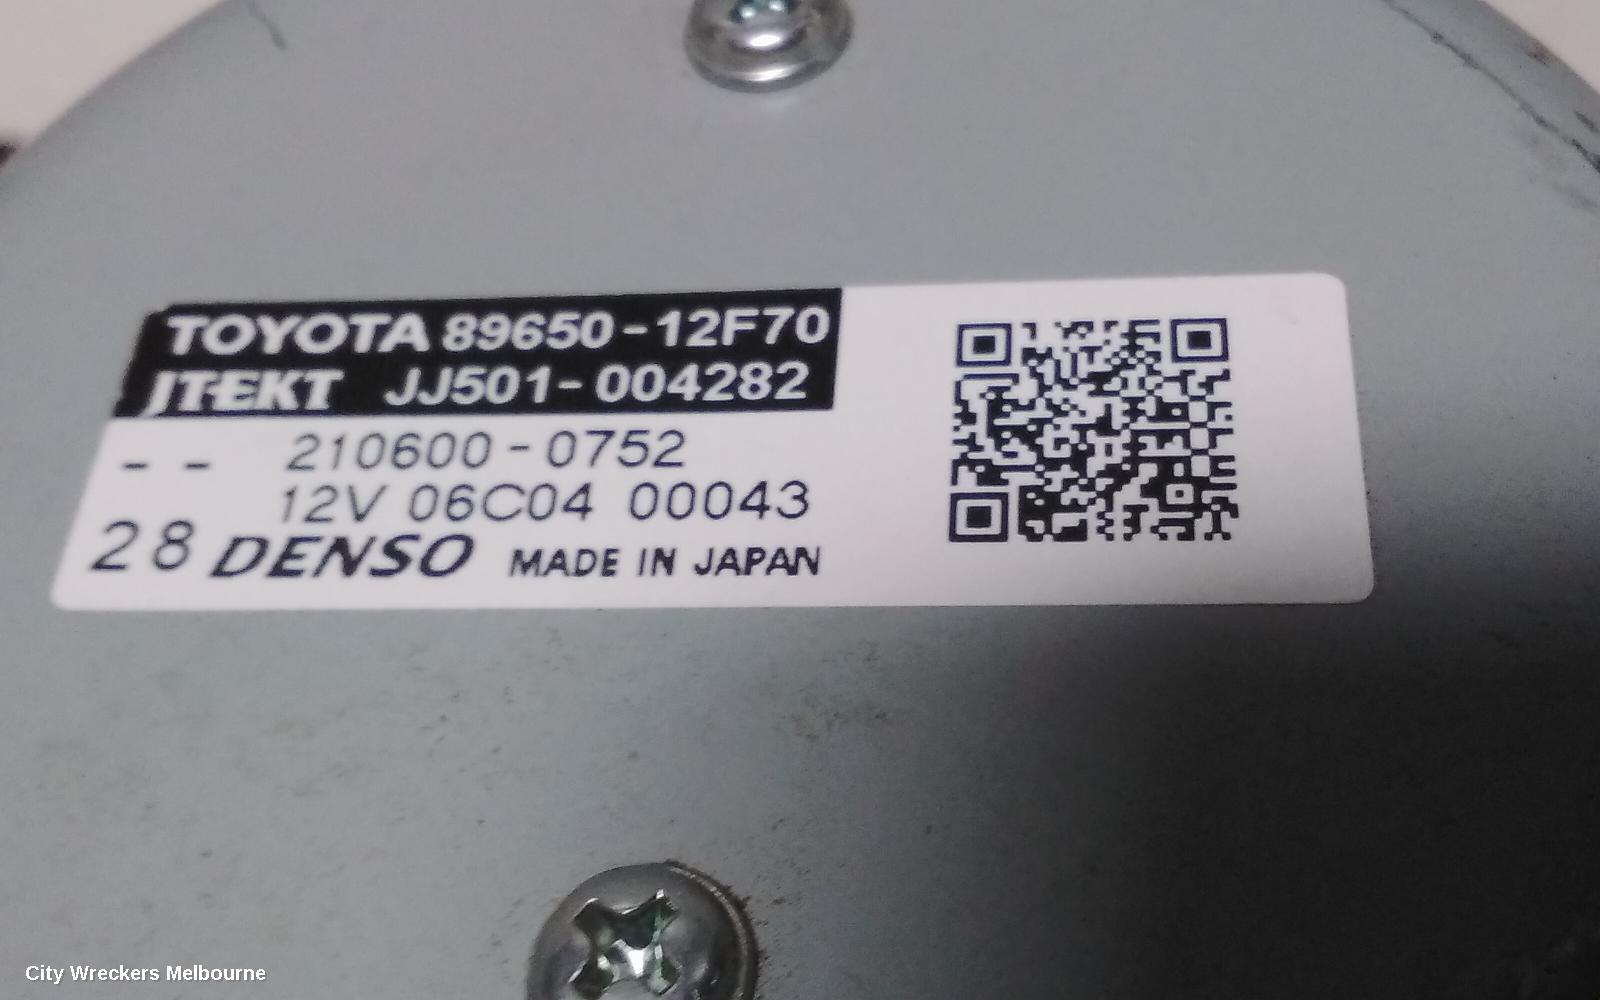 TOYOTA 89650-12F70
JTEKT JJ501-004282
-- 210600-0752
12V 06C04 00043
28 DENSO MADE IN JAPAN
City Wreckers Melbourne